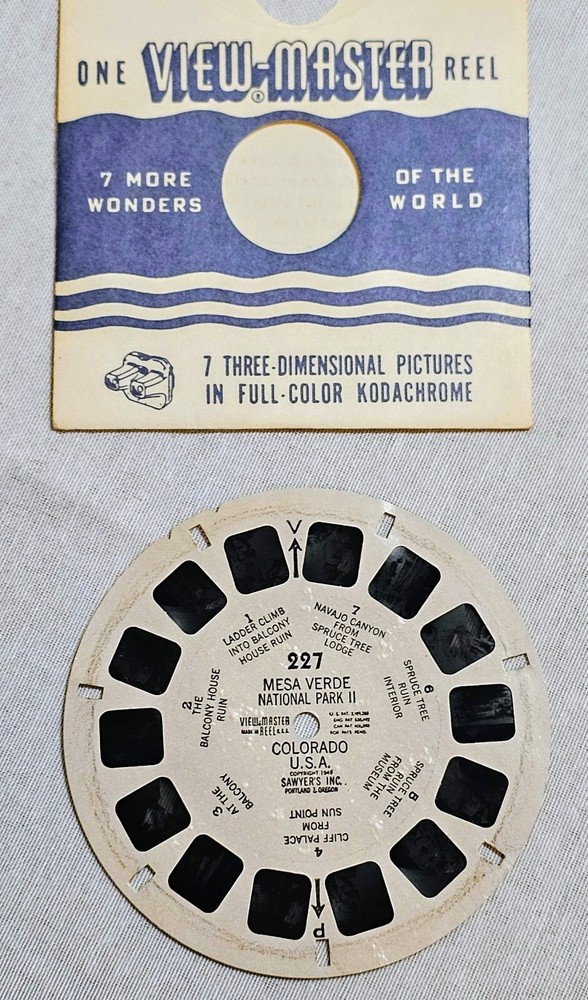 ONE VIEW-MASTER® REEL
7 MORE
WONDERS
OF THE
WORLD
7 THREE-DIMENSIONAL PICTURES
IN FULL-COLOR KODACHROME
V
1
LADDER CLIMB
INTO BALCONY
HOUSE RUIN
7
NAVAJO CANYON
FROM
SPRUCE TREE
LODGE
227
MESA VERDE
NATIONAL PARK II
2
THE
BALCONY HOUSE
RUIN
6
SPRUCE TREE
RUIN
INTERIOR
VIEW-MASTER
MADE IN REEL U.S.A.
COLORADO
U.S.A.
SAWYER'S INC.
PORTLAND 2, OREGON
3
AT THE
BALCONY
SPRUCE TREE
RUIN
FROM THE
MUSEUM
4
CLIFF PALACE
FROM
SUN POINT
P